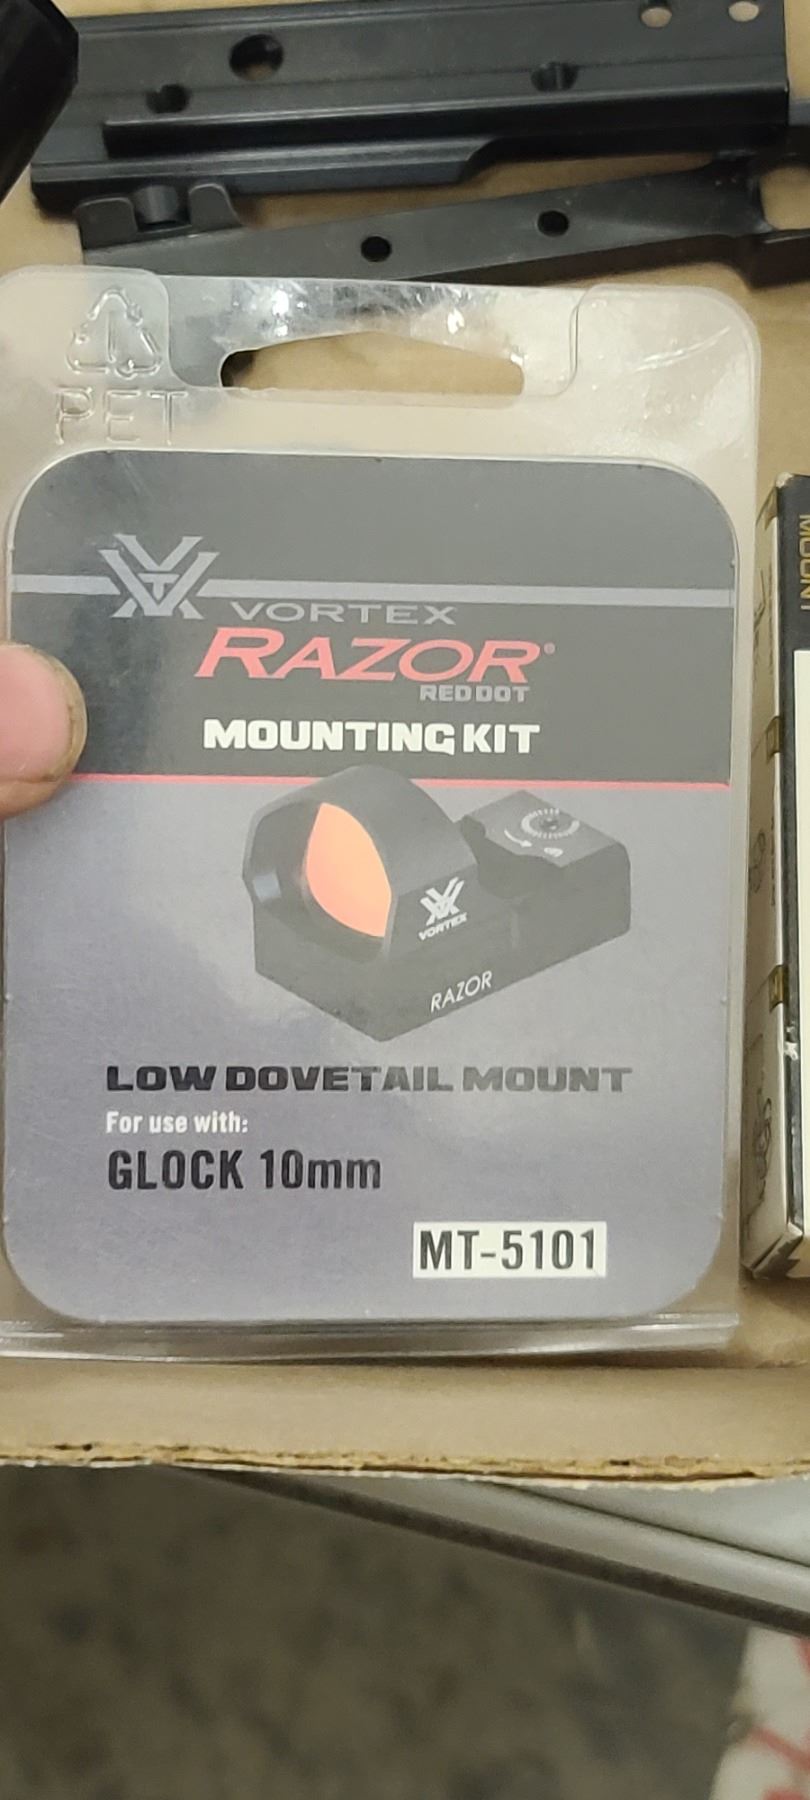 PET
VORTEX
RAZOR®
RED DOT
MOUNTING KIT
VORTEX
RAZOR
LOW DOVETAIL MOUNT
For use with:
GLOCK 10mm
MT-5101
MOUNT